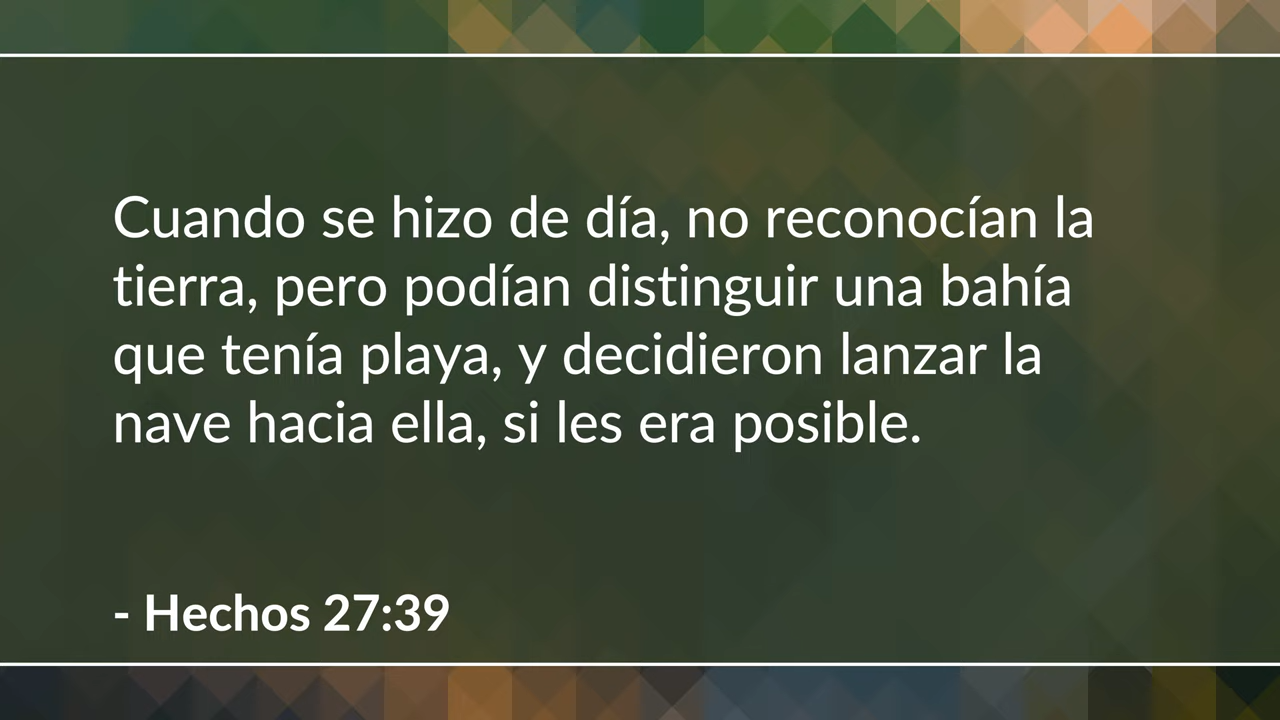 Cuando se hizo de día, no reconocían la
tierra, pero podían distinguir una bahía
que tenía playa, y decidieron lanzar la
nave hacia ella, si les era posible.
- Hechos 27:39